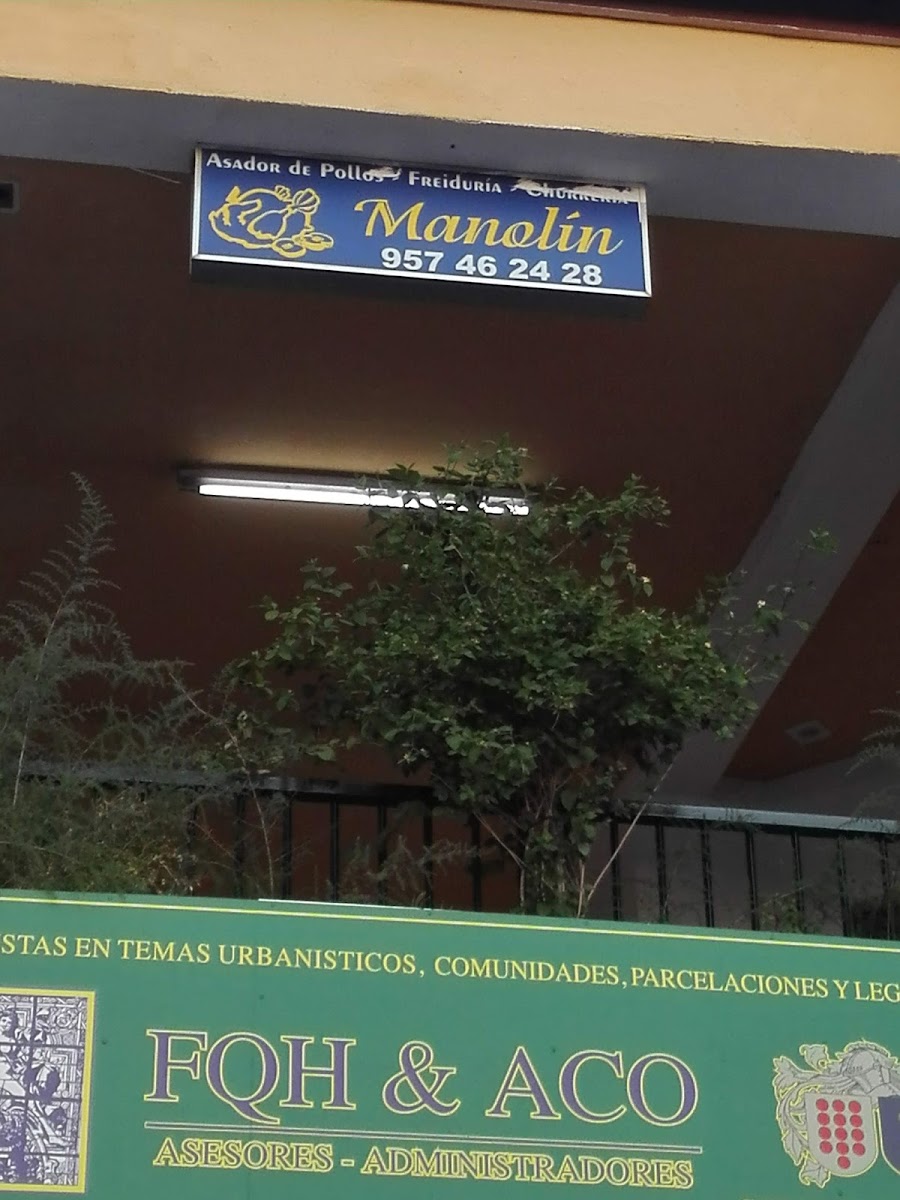 Asador de Pollos - Freiduría - Churrería
Manolín
957 46 24 28
STAS EN TEMAS URBANISTICOS, COMUNIDADES, PARCELACIONES Y LEG
FQH & ACO
ASESORES - ADMINISTRADORES